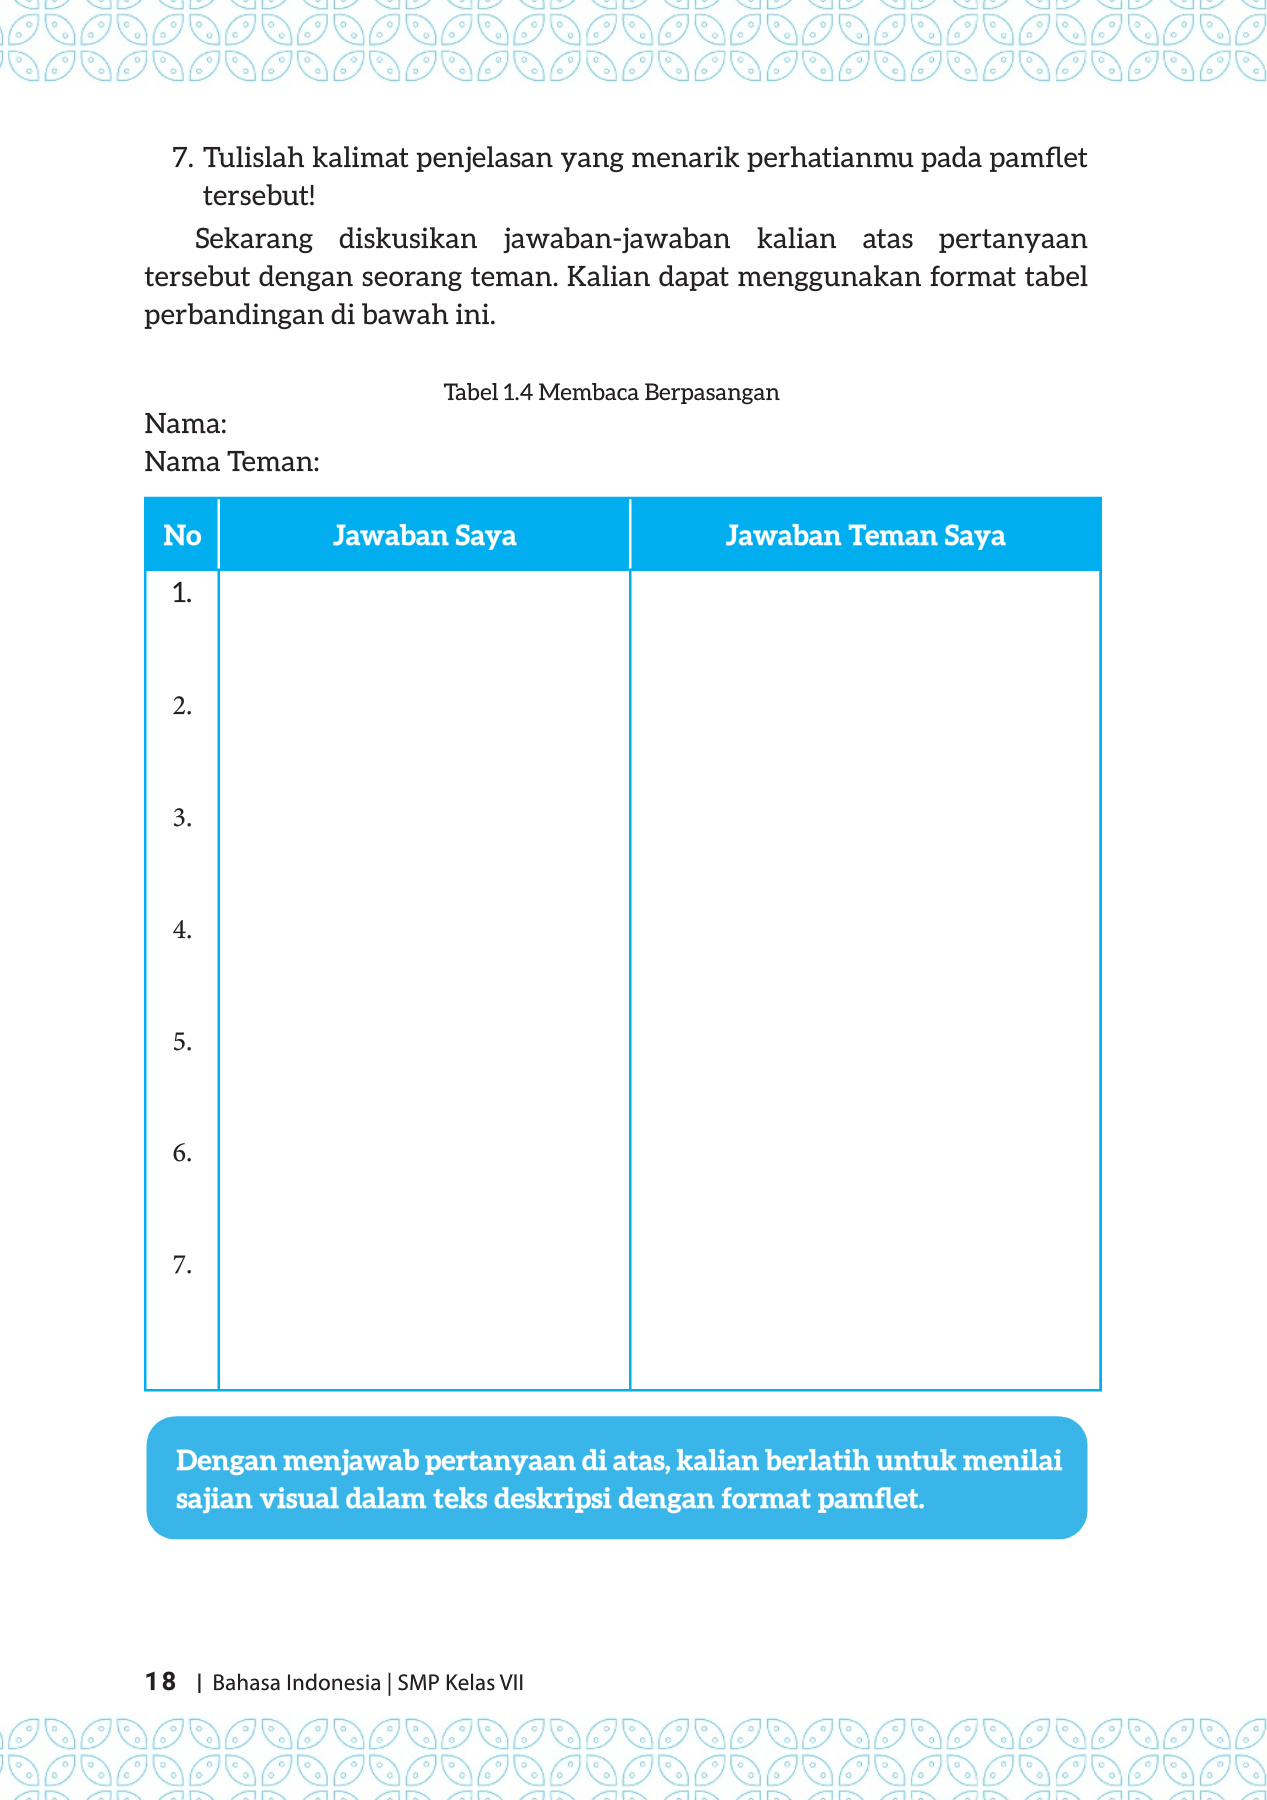 7. Tulislah kalimat penjelasan yang menarik perhatianmu pada pamflet
tersebut!
Sekarang diskusikan jawaban-jawaban kalian atas pertanyaan
tersebut dengan seorang teman. Kalian dapat menggunakan format tabel
perbandingan di bawah ini.
Tabel 1.4 Membaca Berpasangan
Nama:
Nama Teman:
No Jawaban Saya Jawaban Teman Saya
1.
2.
3.
4.
5.
6.
7.
Dengan menjawab pertanyaan di atas, kalian berlatih untuk menilai
sajian visual dalam teks deskripsi dengan format pamflet.
18 | Bahasa Indonesia | SMP Kelas VII